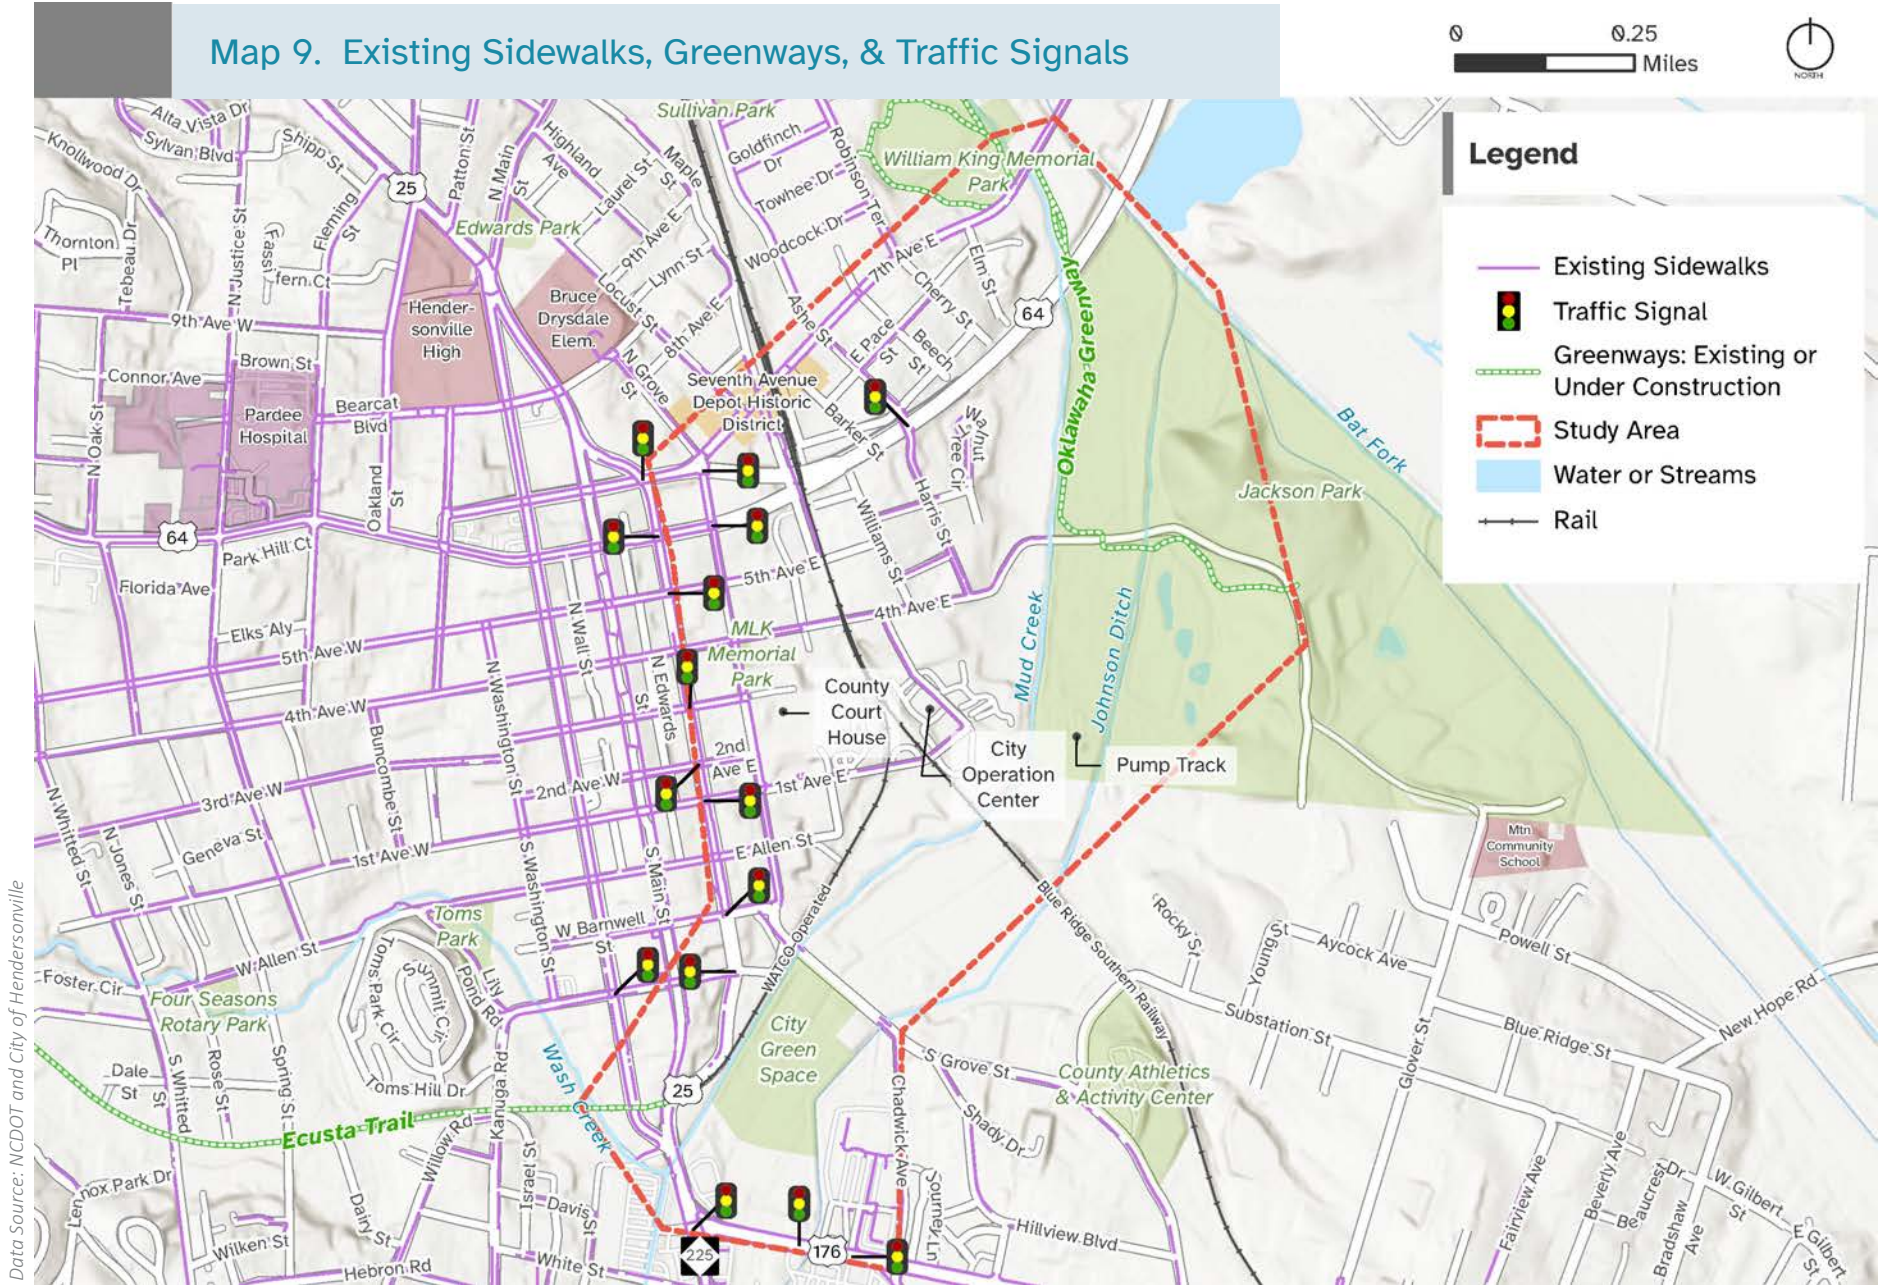 Map 9. Existing Sidewalks, Greenways, & Traffic Signals
0
0.25
Miles
NORTH
Legend
Existing Sidewalks
Traffic Signal
Greenways: Existing or
Under Construction
Study Area
Water or Streams
Rail
Alta Vista Dr
Sylvan Blvd
Knollwood Dr
Shipp St
Thornton
Pl
Tebeau Dr
N Justice St
Fleming
St
25
Patton St
N Main
St
Highland
Ave
Laurel St
Maple
St
Sullivan Park
Goldfinch
Dr
Towhee Dr
Robinson Ter
Woodcock Dr
William King Memorial
Park
Edwards Park
9th Ave E
Lynn St
Locust St
8th Ave E
7th Ave E
Elm St
Cherry St
Beech
St
E Pace
St
Ashe St
64
9th Ave W
Hender-
sonville
High
Bruce
Drysdale
Elem.
N Grove
St
Brown St
Connor Ave
Pardee
Hospital
Bearcat
Blvd
Seventh Avenue
Depot Historic
District
Barker St
N Oak St
Oakland
St
Harris St
Williams St
Oklawaha Greenway
Bat Fork
Jackson Park
64
Park Hill Ct
Florida Ave
Elks Aly
5th Ave W
5th Ave E
4th Ave E
N Wall St
MLK
Memorial
Park
N Edwards
St
N Washington St
4th Ave W
Buncombe St
County
Court
House
City
Operation
Center
Mud Creek
Johnson Ditch
Pump Track
2nd
Ave E
2nd Ave W
1st Ave E
3rd Ave W
N Whitted St
N Jones St
Geneva St
1st Ave W
S Washington St
S Main St
E Allen St
Mtn
Community
School
Toms
Park
W Barnwell
St
WATCO Operated
Blue Ridge Southern Railway
Rocky St
Young St
Aycock Ave
Powell St
W Allen St
Foster Cir
Four Seasons
Rotary Park
Toms Park Cir
Summit Cir
Lily
Pond Rd
City
Green
Space
Substation St
Blue Ridge St
New Hope Rd
Glover St
Dale
St
S Whitted
St
Rose St
Spring St
Toms Hill Dr
Kanuga Rd
Wash Creek
25
S Grove St
County Athletics
& Activity Center
Chadwick Ave
Shady Dr
Ecusta Trail
Willow Rd
Israel St
Lennox Park Dr
Dairy St
Davis St
Wilken St
Hebron Rd
White St
225
176
Journey Ln
Hillview Blvd
Fairview Ave
Beverly Ave
Beaucrest
Dr
Bradshaw
Ave
W Gilbert
St
E Gilbert
St
Data Source: NCDOT and City of Hendersonville